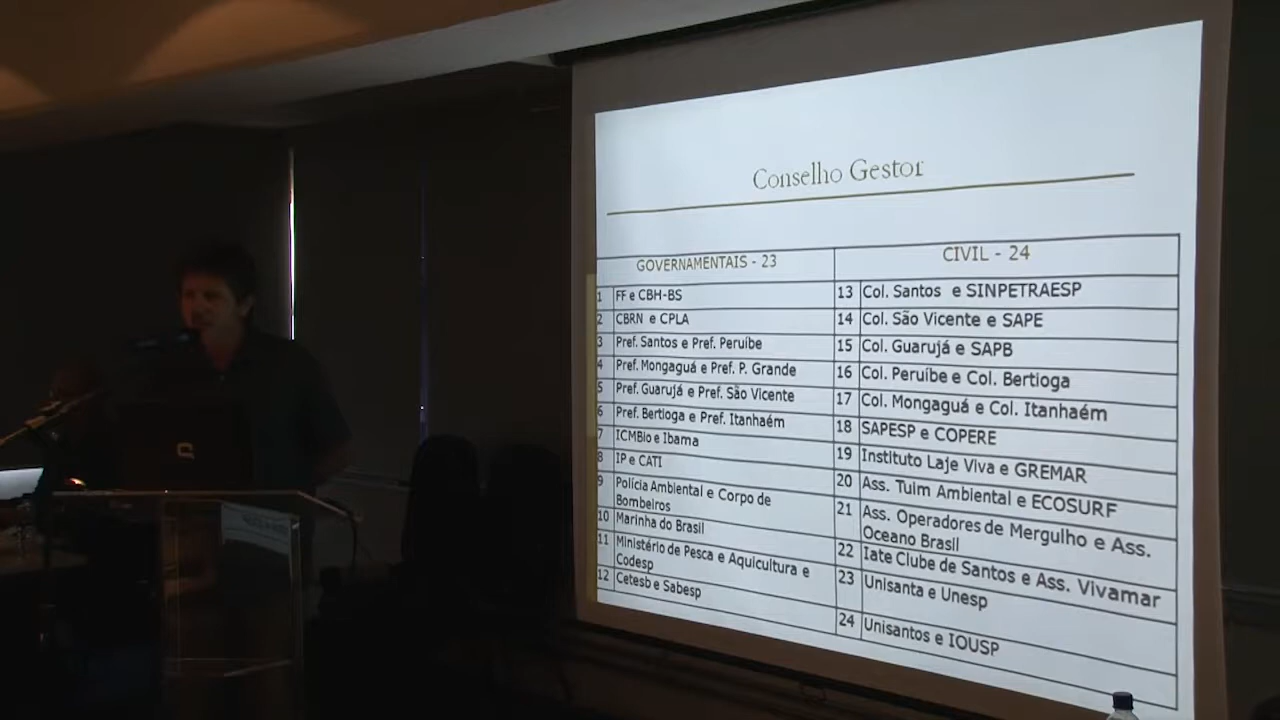 Conselho Gestor
GOVERNAMENTAIS - 23
CIVIL - 24
1 FF e CBH-BS
2 CBRN e CPLA
3 Pref. Santos e Pref. Peruíbe
4 Pref. Mongaguá e Pref. P. Grande
5 Pref. Guarujá e Pref. São Vicente
6 Pref. Bertioga e Pref. Itanhaém
7 ICMBio e Ibama
8 IP e CATI
9 Polícia Ambiental e Corpo de
Bombeiros
10 Marinha do Brasil
11 Ministério de Pesca e Aquicultura e
Codesp
12 Cetesb e Sabesp
13 Col. Santos e SINPETRAESP
14 Col. São Vicente e SAPE
15 Col. Guarujá e SAPB
16 Col. Peruíbe e Col. Bertioga
17 Col. Mongaguá e Col. Itanhaém
18 SAPESP e COPERE
19 Instituto Laje Viva e GREMAR
20 Ass. Tuim Ambiental e ECOSURF
21 Ass. Operadores de Mergulho e Ass.
Oceano Brasil
22 Iate Clube de Santos e Ass. Vivamar
23 Unisanta e Unesp
24 Unisantos e IOUSP